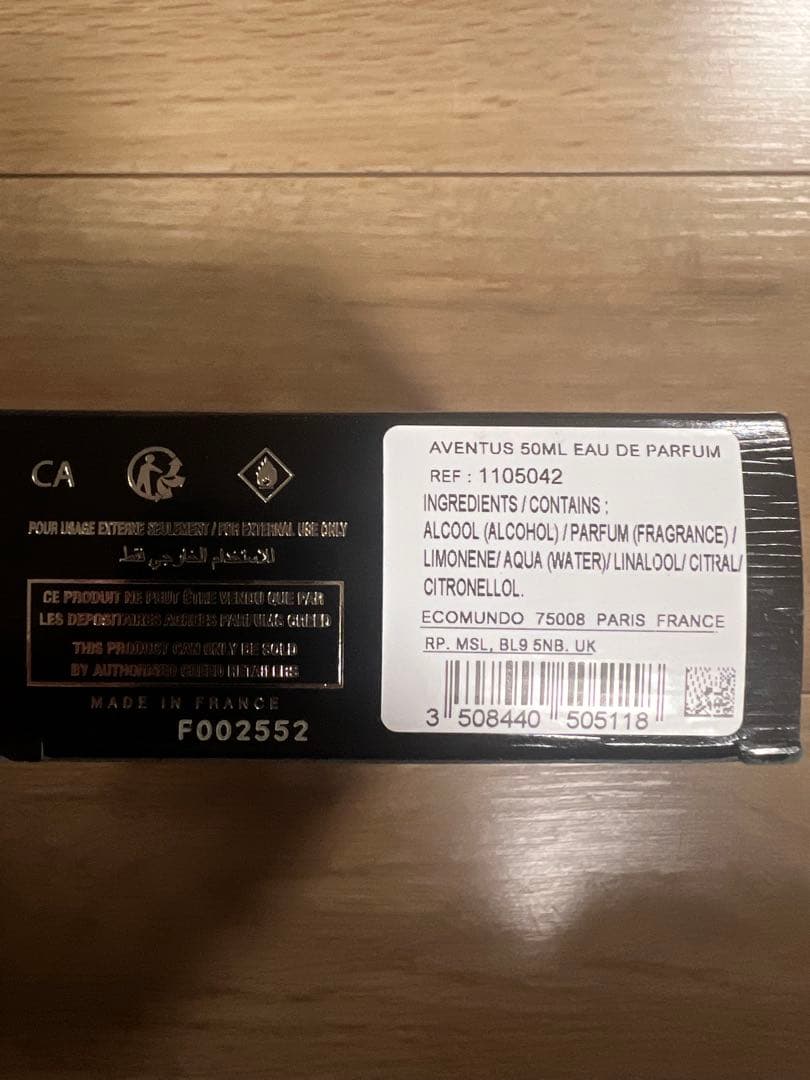 CA
POUR USAGE EXTERNE SEULEMENT / FOR EXTERNAL USE ONLY
للاستخدام الخارجي فقط
CE PRODUIT NE PEUT ÊTRE VENDU QUE PAR
LES DEPOSITAIRES AGREES PAR
THIS PRODUCT CAN ONLY BE SOLD
BY AUTHORISED CREED RETAILERS
MADE IN FRANCE
F002552
AVENTUS 50ML EAU DE PARFUM
REF : 1105042
INGREDIENTS / CONTAINS :
ALCOOL (ALCOHOL) / PARFUM (FRAGRANCE) /
LIMONENE/ AQUA (WATER)/ LINALOOL/ CITRAL/
CITRONELLOL.
ECOMUNDO 75008 PARIS FRANCE
RP. MSL, BL9 5NB. UK
3 508440 505118